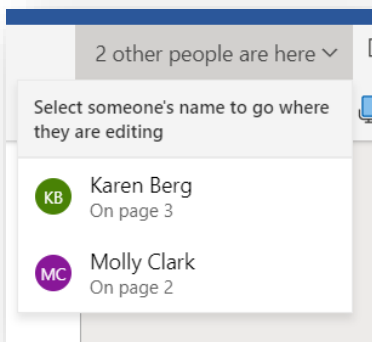 2 other people are here
Select someone's name to go where
they are editing
KB
Karen Berg
On page 3
MC
Molly Clark
On page 2